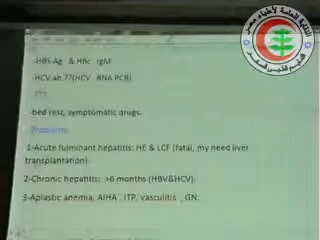 -HBS Ag & HBc IgM
-HCV ab ??(HCV RNA PCR)
???
-bed rest, symptomatic drugs.
Problems
1-Acute fulminant hepatitis: HE & LCF (fatal, my need liver
transplantation).
2-Chronic hepatitis: >6 months (HBV&HCV).
3-Aplastic anemia, AIHA , ITP, vasculitis , GN.